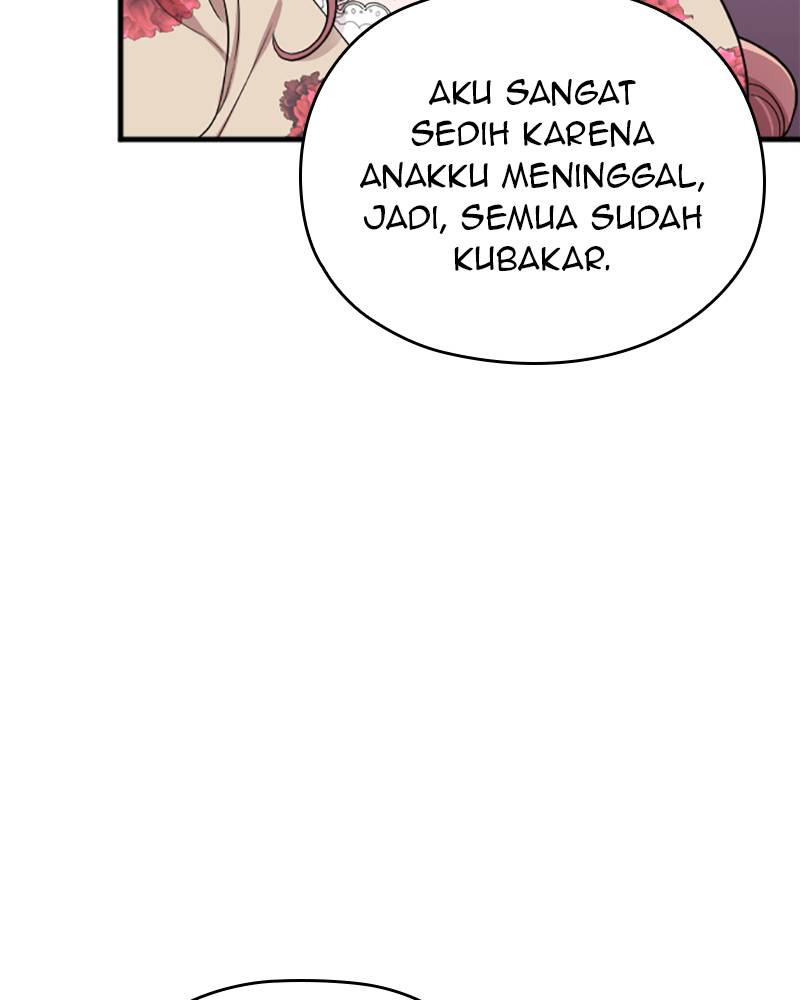 AKU SANGAT
SEDIH KARENA
ANAKKU MENINGGAL,
JADI, SEMUA SUDAH
KUBAKAR.